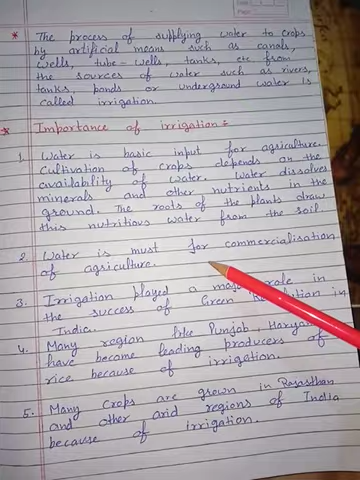 * The process of supplying water to crops
by artificial means such as canals,
wells, tube-wells, tanks, etc from
the sources of water such as rivers,
tanks, ponds or underground water is
called irrigation.
* Importance of irrigation:-
1. Water is basic input for agriculture.
Cultivation of crops depends on the
availability of water. Water dissolves
minerals and other nutrients in the
ground. The roots of the plants draw
this nutritious water from the soil.
2. Water is must for commercialisation
of agriculture.
3. Irrigation played a major role in
the success of Green Revolution in
India.
4. Many region like Punjab, Haryana
have became leading producers of
rice because of irrigation.
5. Many crops are grown in Rajasthan
and other arid regions of India
because of irrigation.